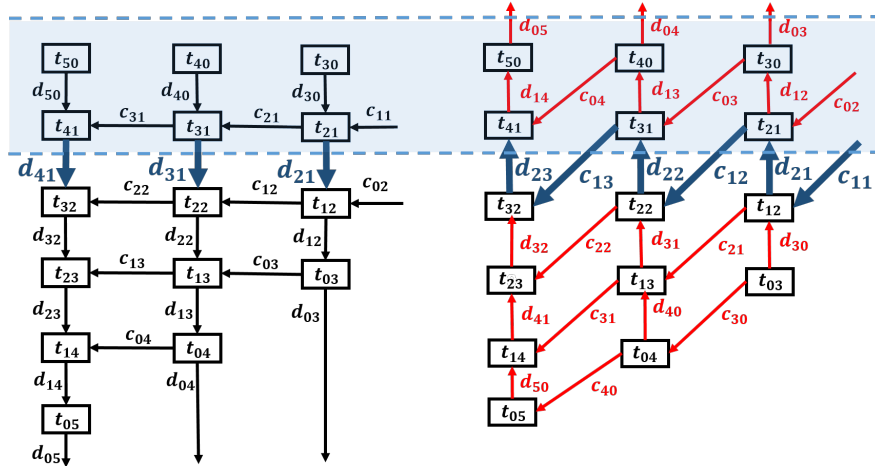 d₀₅ d₀₄ d₀₃
t₅₀ t₄₀ t₃₀ t₅₀ t₄₀ t₃₀
d₅₀ d₄₀ d₃₀ d₁₄ c₀₄ d₁₃ c₀₃ d₁₂ c₀₂
c₃₁ c₂₁ c₁₁
t₄₁ t₃₁ t₂₁ t₄₁ t₃₁ t₂₁
d₄₁ d₃₁ d₂₁ d₂₃ c₁₃ d₂₂ c₁₂ d₂₁ c₁₁
c₂₂ c₁₂ c₀₂
t₃₂ t₂₂ t₁₂ t₃₂ t₂₂ t₁₂
d₃₂ d₂₂ d₁₂ d₃₂ c₂₂ d₃₁ c₂₁ d₃₀
c₁₃ c₀₃
t₂₃ t₁₃ t₀₃ t₂₃ t₁₃ t₀₃
d₂₃ d₁₃ d₀₃ d₄₁ c₃₁ d₄₀ c₃₀
c₀₄
t₁₄ t₀₄ t₁₄ t₀₄
d₁₄ d₀₄ d₅₀ c₄₀
t₀₅ t₀₅
d₀₅